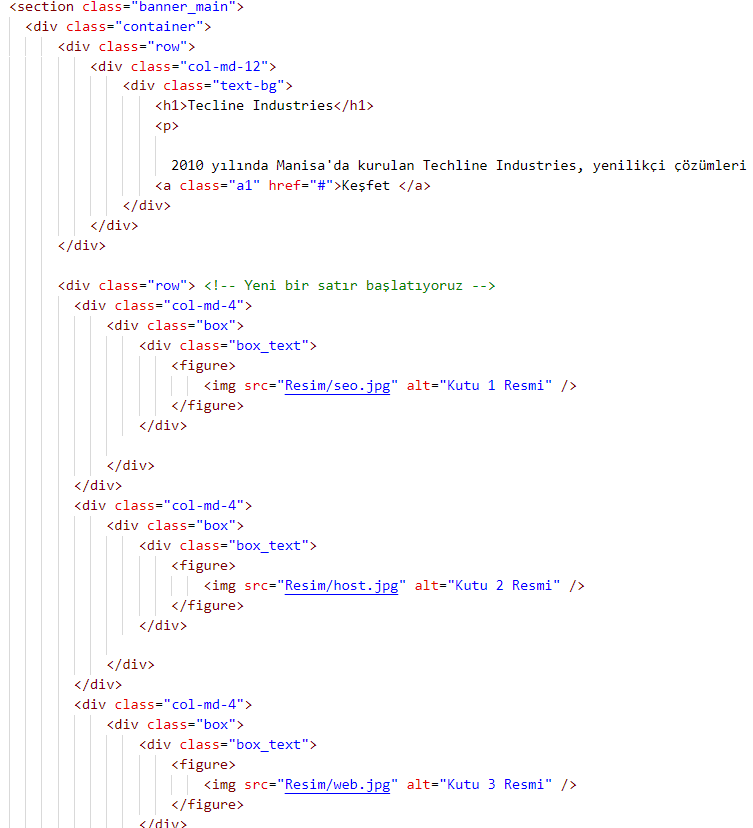 <section class="banner_main">
<div class="container">
<div class="row">
<div class="col-md-12">
<div class="text-bg">
<h1>Tecline Industries</h1>
<p>
2010 yılında Manisa'da kurulan Techline Industries, yenilikçi çözümleri
<a class="a1" href="#">Keşfet </a>
</div>
</div>
</div>
<div class="row"> <!-- Yeni bir satır başlatıyoruz -->
<div class="col-md-4">
<div class="box">
<div class="box_text">
<figure>
<img src="Resim/seo.jpg" alt="Kutu 1 Resmi" />
</figure>
</div>
</div>
</div>
<div class="col-md-4">
<div class="box">
<div class="box_text">
<figure>
<img src="Resim/host.jpg" alt="Kutu 2 Resmi" />
</figure>
</div>
</div>
</div>
<div class="col-md-4">
<div class="box">
<div class="box_text">
<figure>
<img src="Resim/web.jpg" alt="Kutu 3 Resmi" />
</figure>
</div>